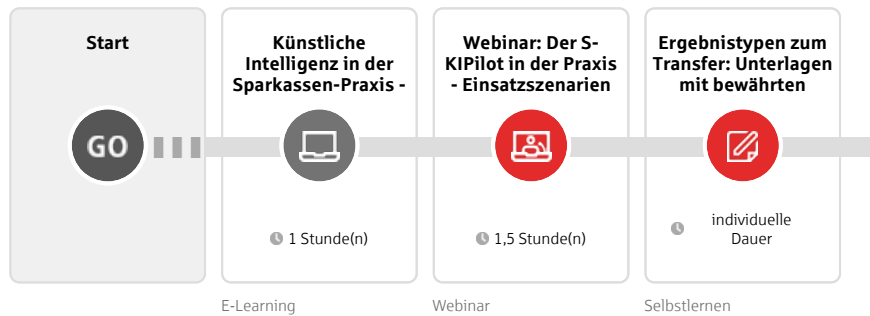 Start
GO
Künstliche
Intelligenz in der
Sparkassen-Praxis -
1 Stunde(n)
E-Learning
Webinar: Der S-
KIPilot in der Praxis
- Einsatzszenarien
1,5 Stunde(n)
Webinar
Ergebnistypen zum
Transfer: Unterlagen
mit bewährten
individuelle
Dauer
Selbstlernen